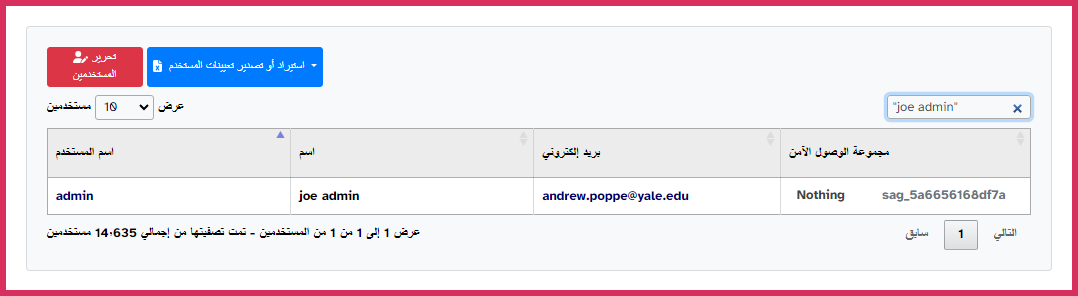 تحرير
المستخدمين
استيراد أو تصدير تعيينات المستخدم
عرض 10 مستخدمين
"joe admin"
اسم المستخدم
اسم
بريد إلكتروني
مجموعة الوصول الآمن
admin
joe admin
andrew.poppe@yale.edu
Nothing
sag_5a6656168df7a
عرض 1 إلى 1 من 1 من المستخدمين - تمت تصفيتها من إجمالي 14٬635 مستخدمين
سابق
1
التالي